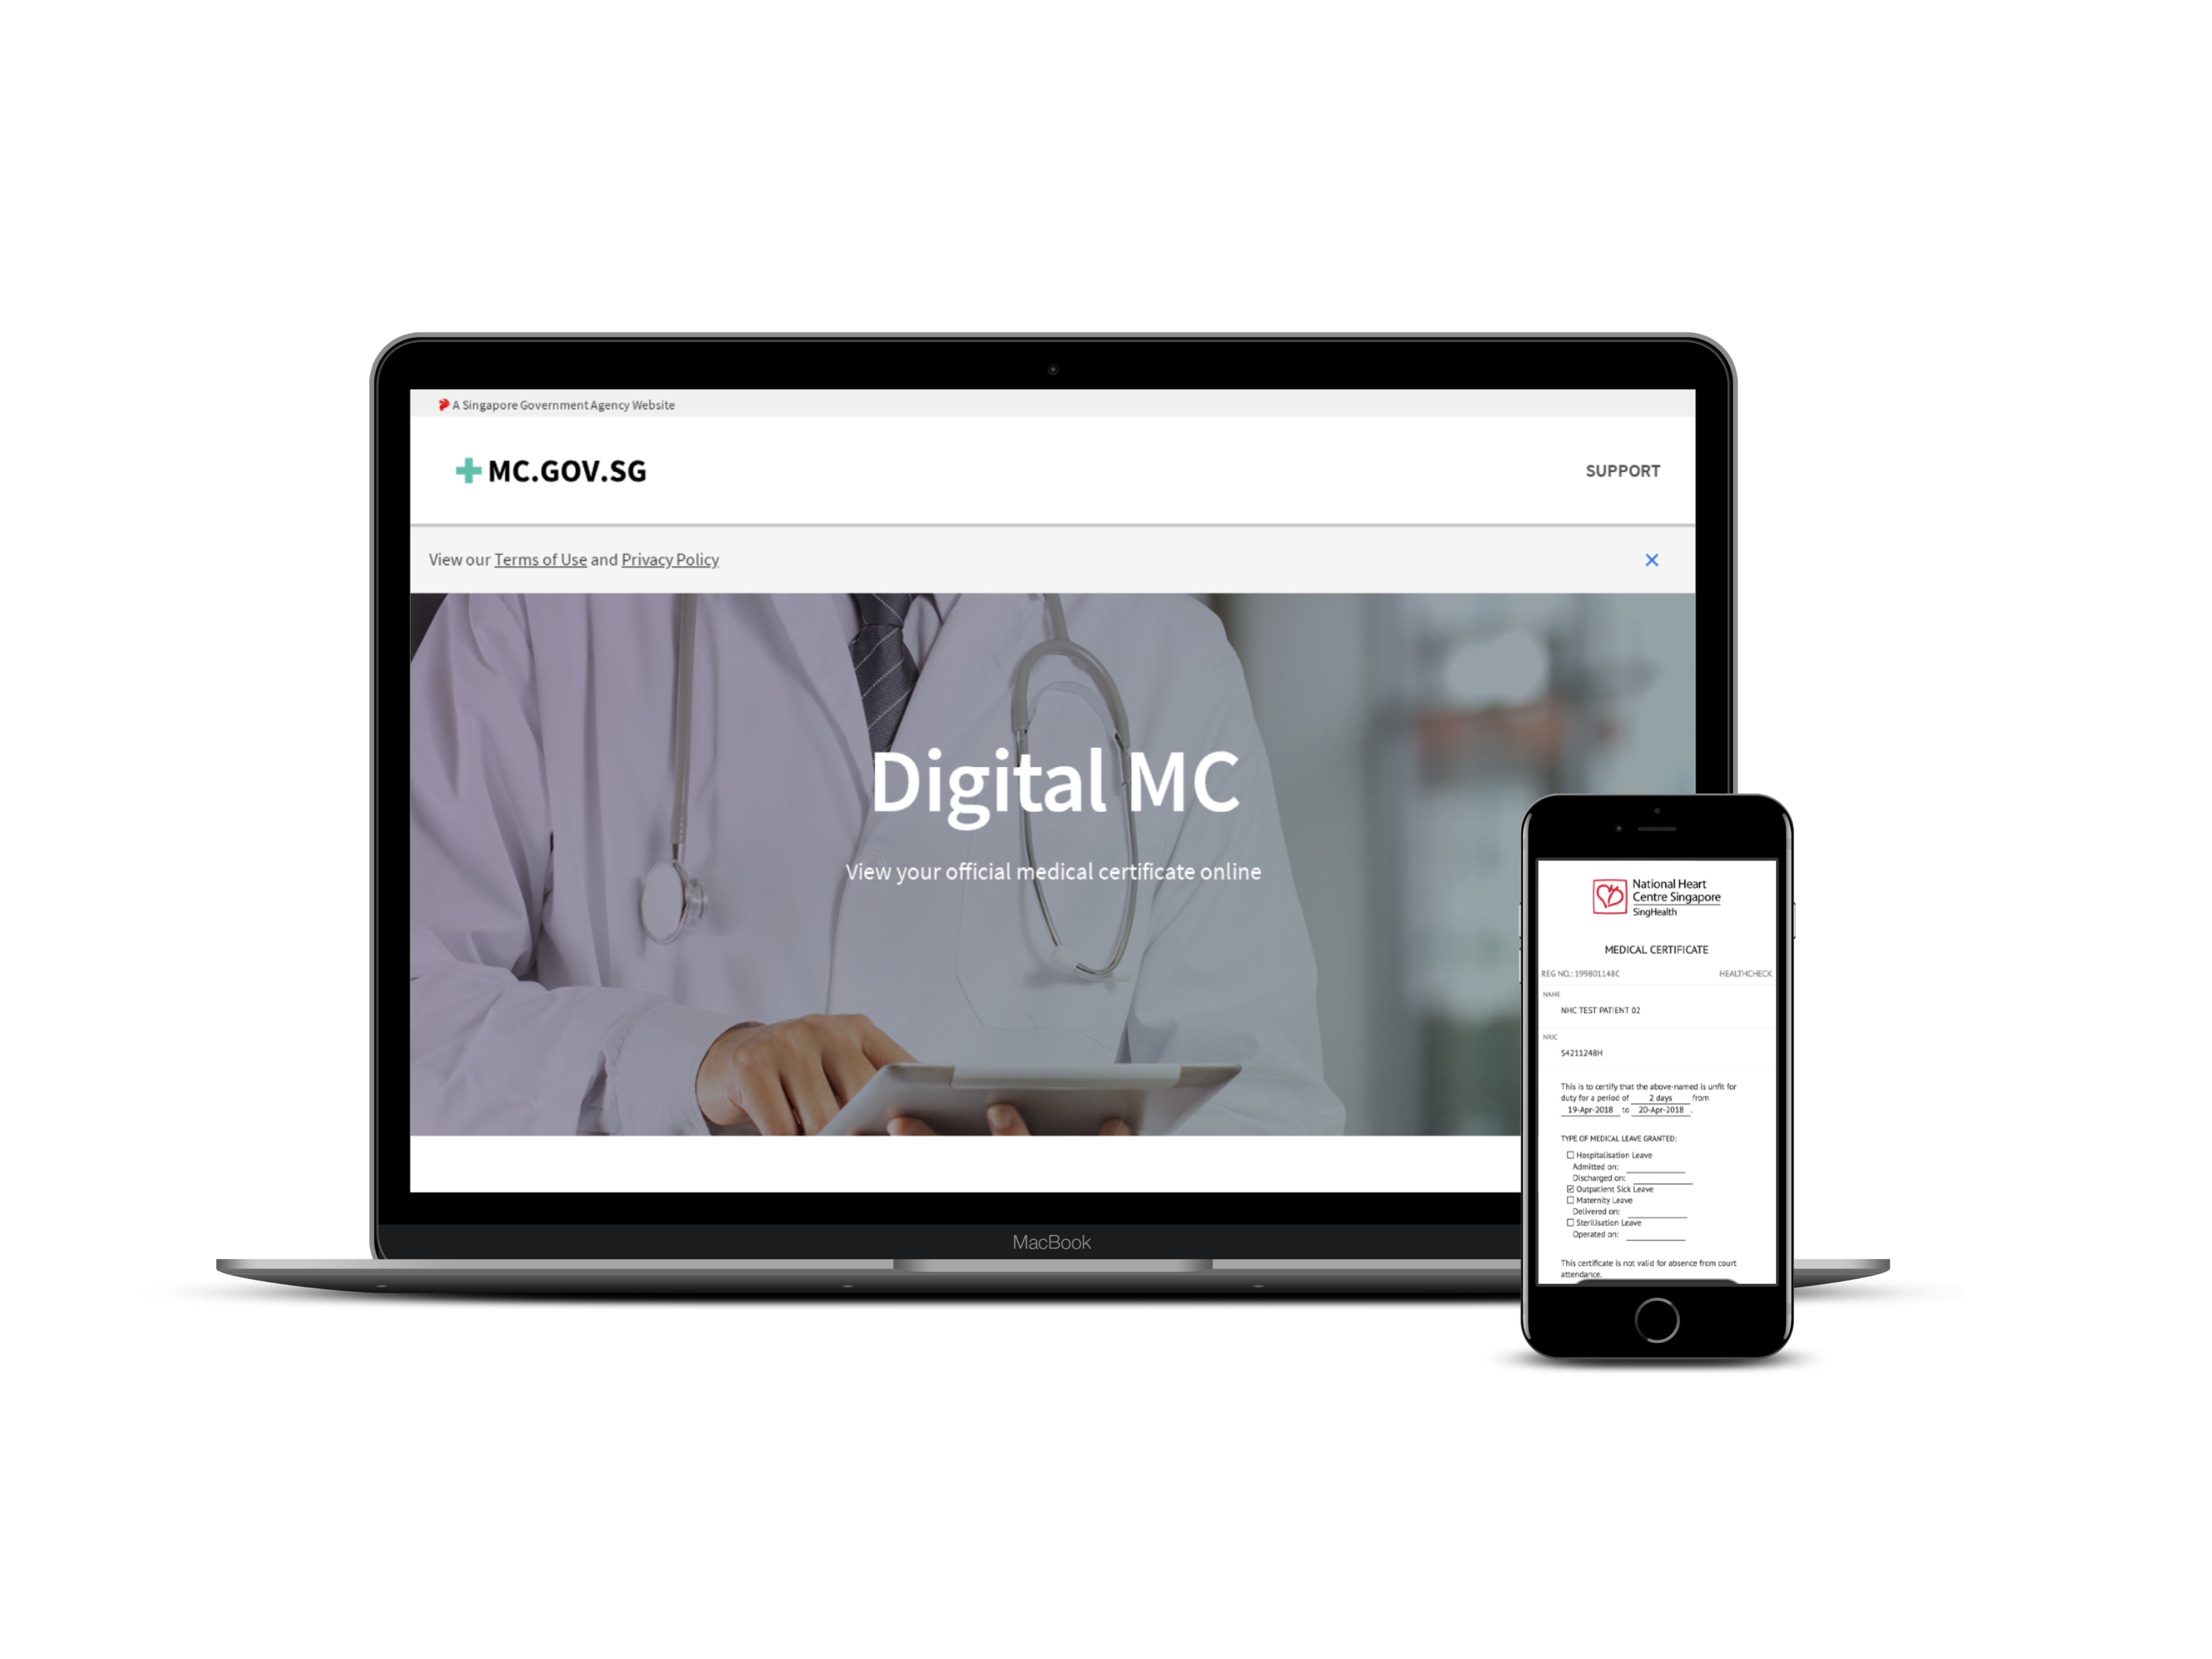 A Singapore Government Agency Website
MC.GOV.SG
SUPPORT
View our Terms of Use and Privacy Policy
Digital MC
View your official medical certificate online
MacBook
National Heart
Centre Singapore
SingHealth
MEDICAL CERTIFICATE
REG NO.: 199801148C HEALTHCHECK
NAME
NHC TEST PATIENT 02
NRIC
S4211248H
This is to certify that the above-named is unfit for
duty for a period of 2 days from
19-Apr-2018 to 20-Apr-2018 .
TYPE OF MEDICAL LEAVE GRANTED:
☐ Hospitalisation Leave
Admitted on:
Discharged on:
☑ Outpatient Sick Leave
☐ Maternity Leave
Delivered on:
☐ Sterilisation Leave
Operated on:
This certificate is not valid for absence from court
attendance.